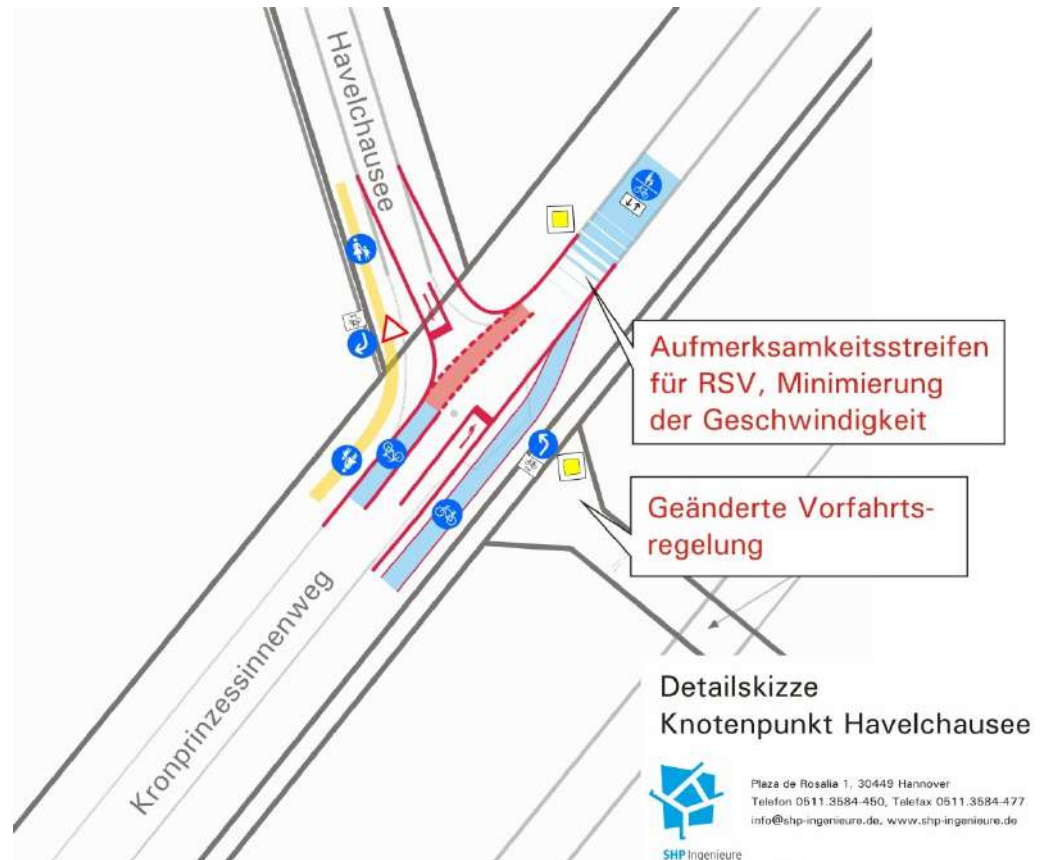 Havelchausee
Aufmerksamkeitsstreifen
für RSV, Minimierung
der Geschwindigkeit
Geänderte Vorfahrts-
regelung
Kronprinzessinnenweg
Detailskizze
Knotenpunkt Havelchausee
Plaza de Rosalia 1, 30449 Hannover
Telefon 0511.3584-450, Telefax 0511.3584-477
info@shp-ingenieure.de, www.shp-ingenieure.de
SHP Ingenieure